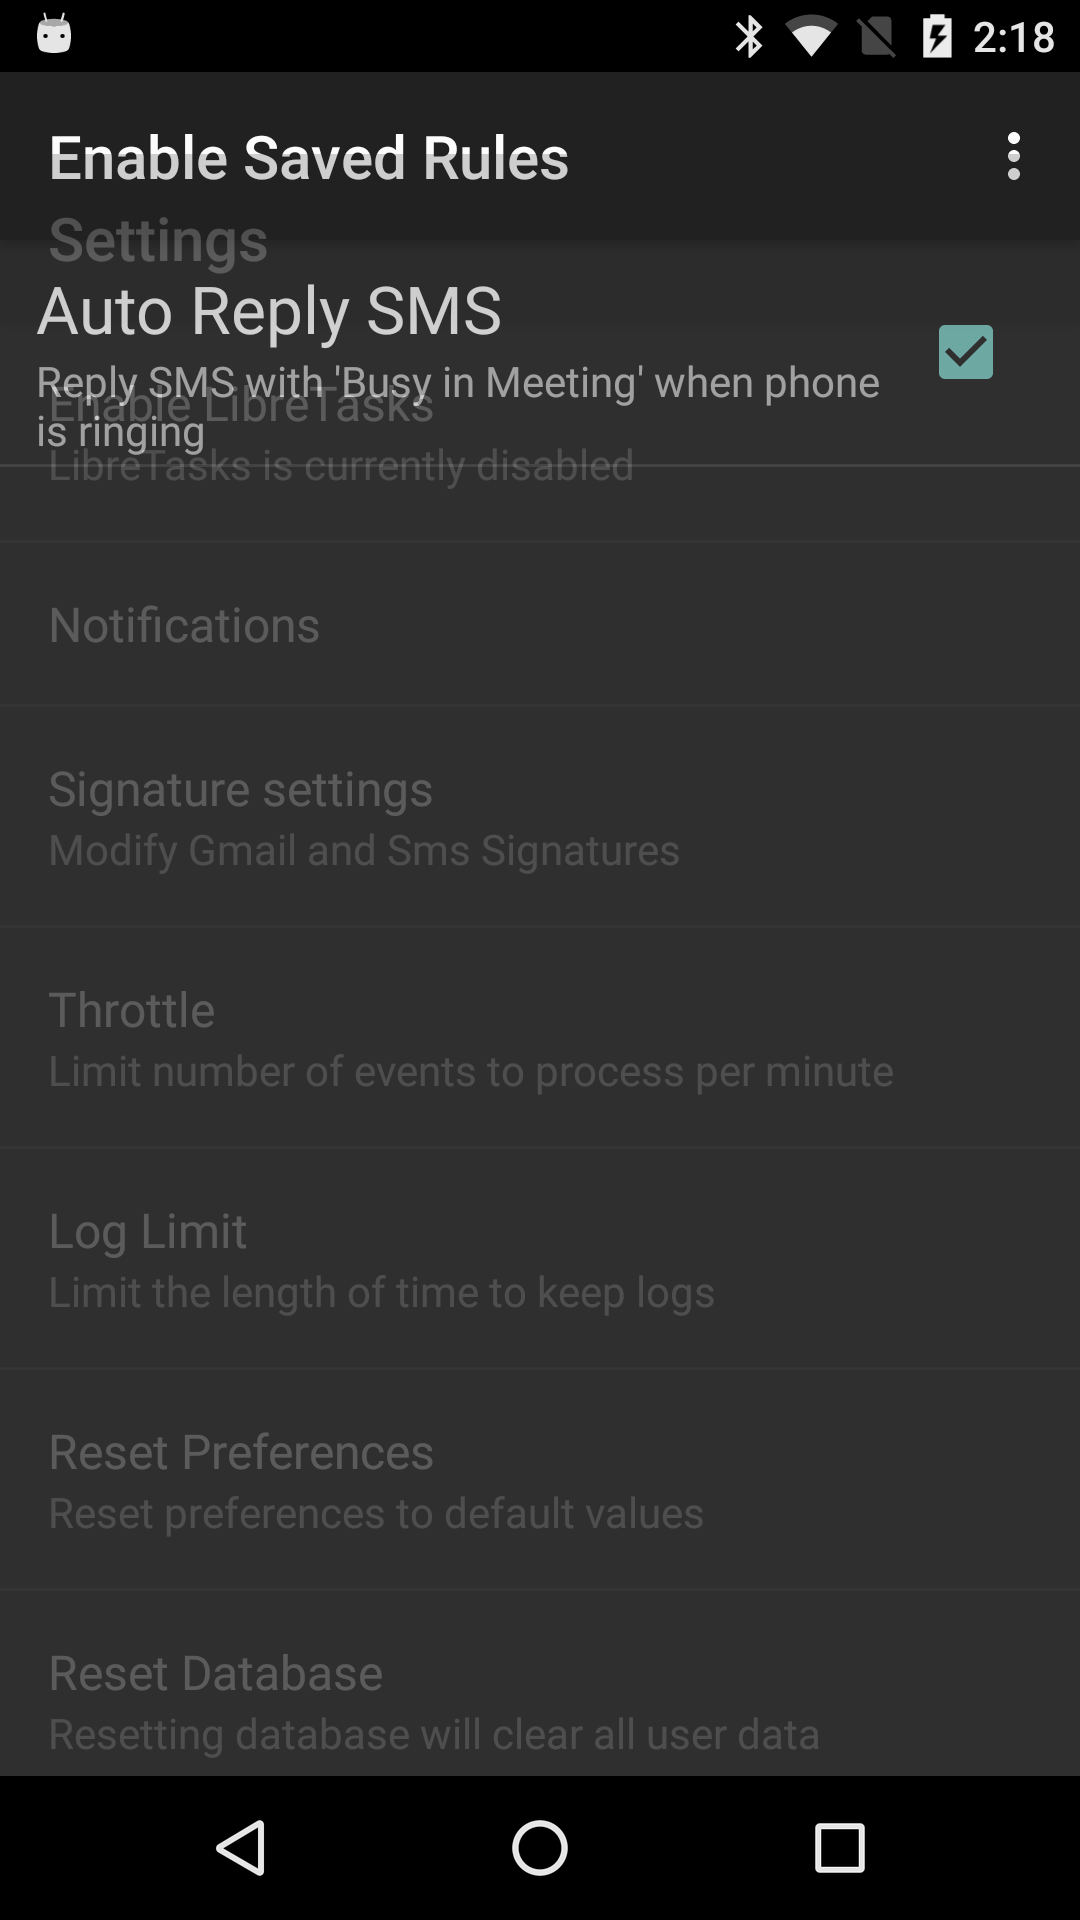 2:18
Enable Saved Rules
Settings
Auto Reply SMS
Reply SMS with 'Busy in Meeting' when phone
is ringing
Enable LibreTasks
LibreTasks is currently disabled
Notifications
Signature settings
Modify Gmail and Sms Signatures
Throttle
Limit number of events to process per minute
Log Limit
Limit the length of time to keep logs
Reset Preferences
Reset preferences to default values
Reset Database
Resetting database will clear all user data